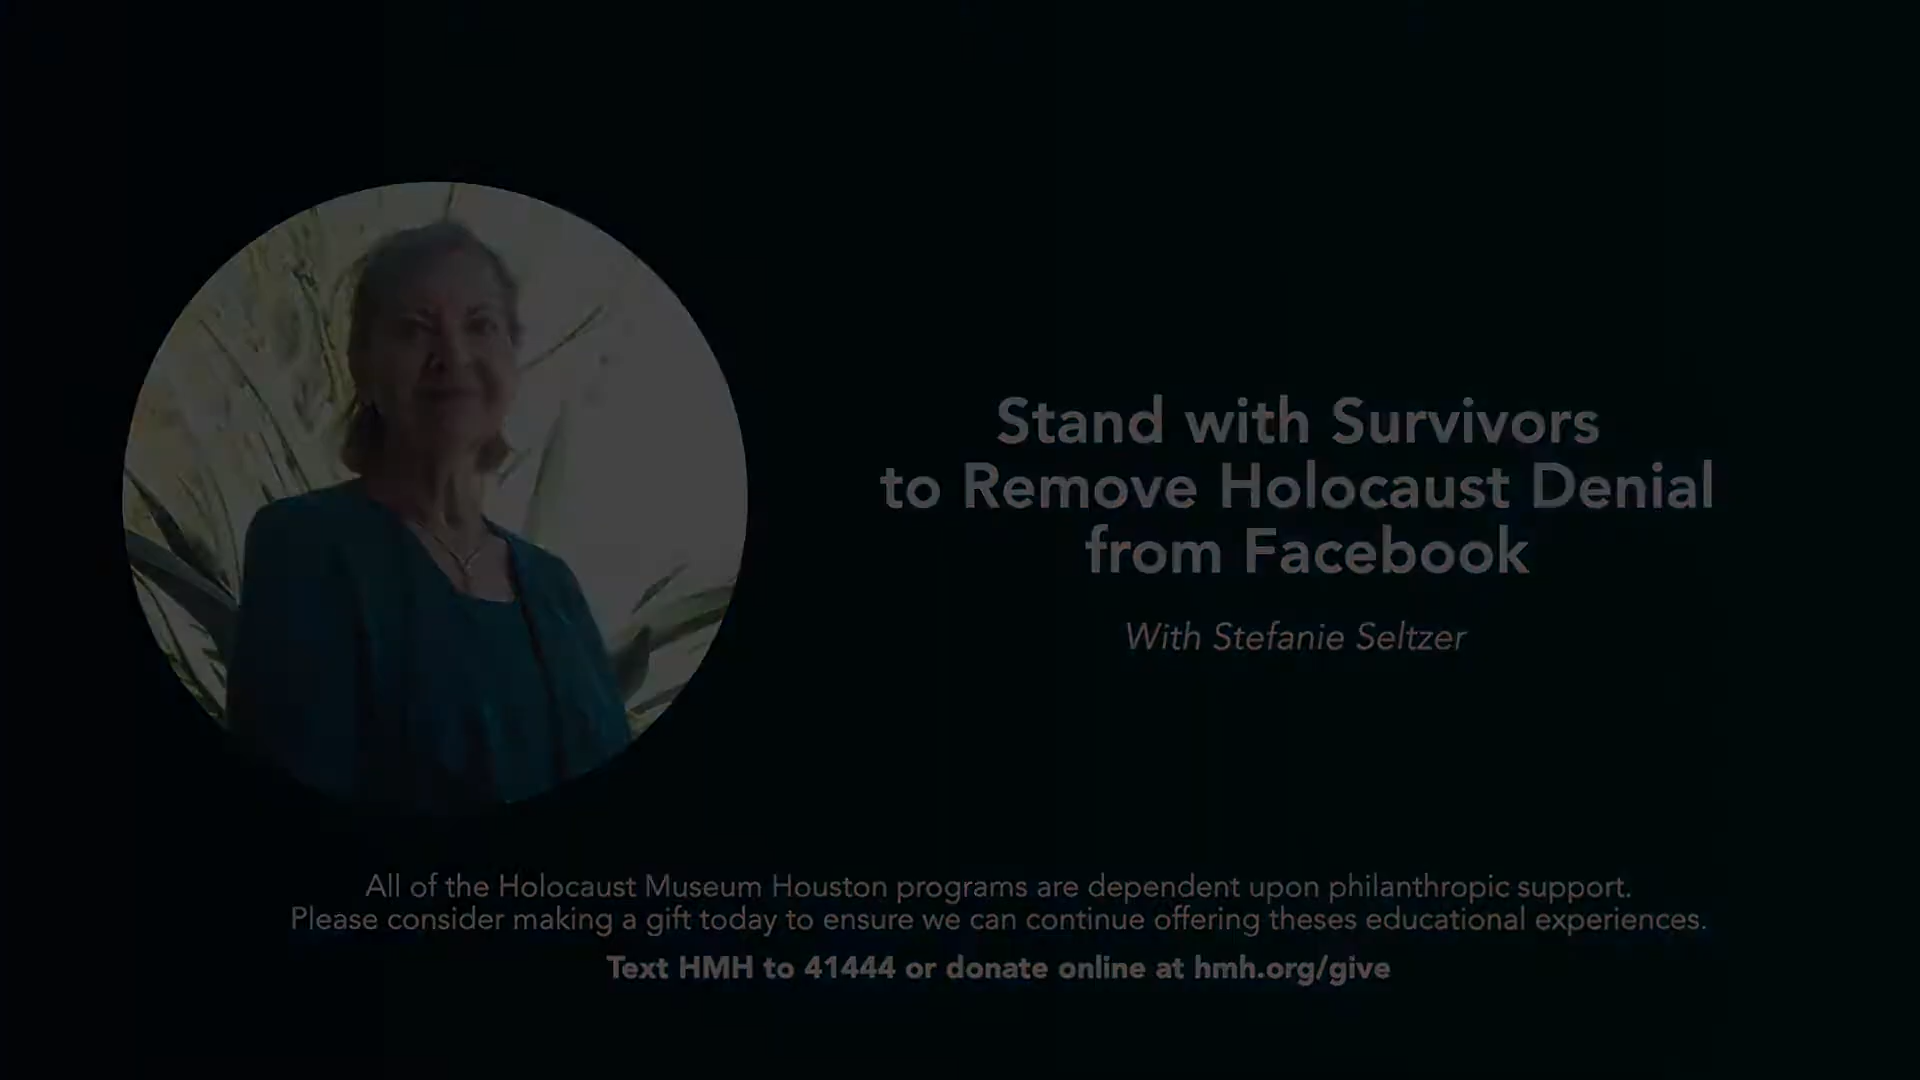 Stand with Survivors
to Remove Holocaust Denial
from Facebook
With Stefanie Seltzer
All of the Holocaust Museum Houston programs are dependent upon philanthropic support.
Please consider making a gift today to ensure we can continue offering theses educational experiences.
Text HMH to 41444 or donate online at hmh.org/give